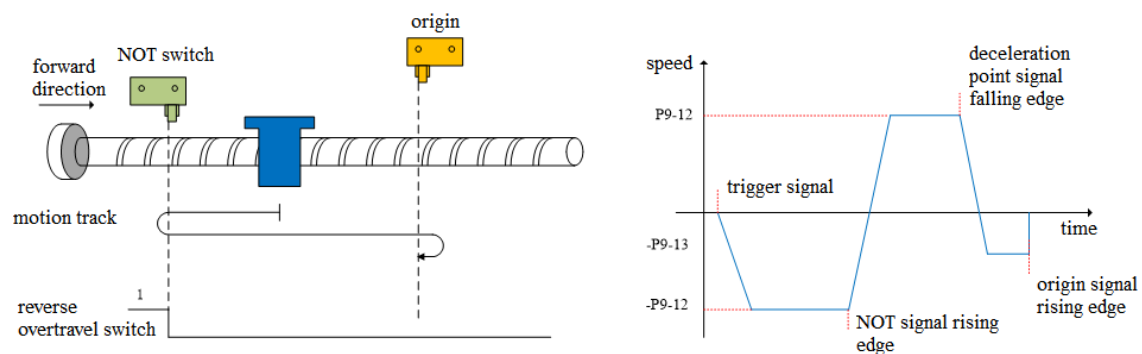 origin
NOT switch
forward
direction
motion track
1
reverse
overtravel switch
speed
deceleration
point signal
falling edge
P9-12
trigger signal
time
-P9-13
origin signal
rising edge
-P9-12
NOT signal rising
edge